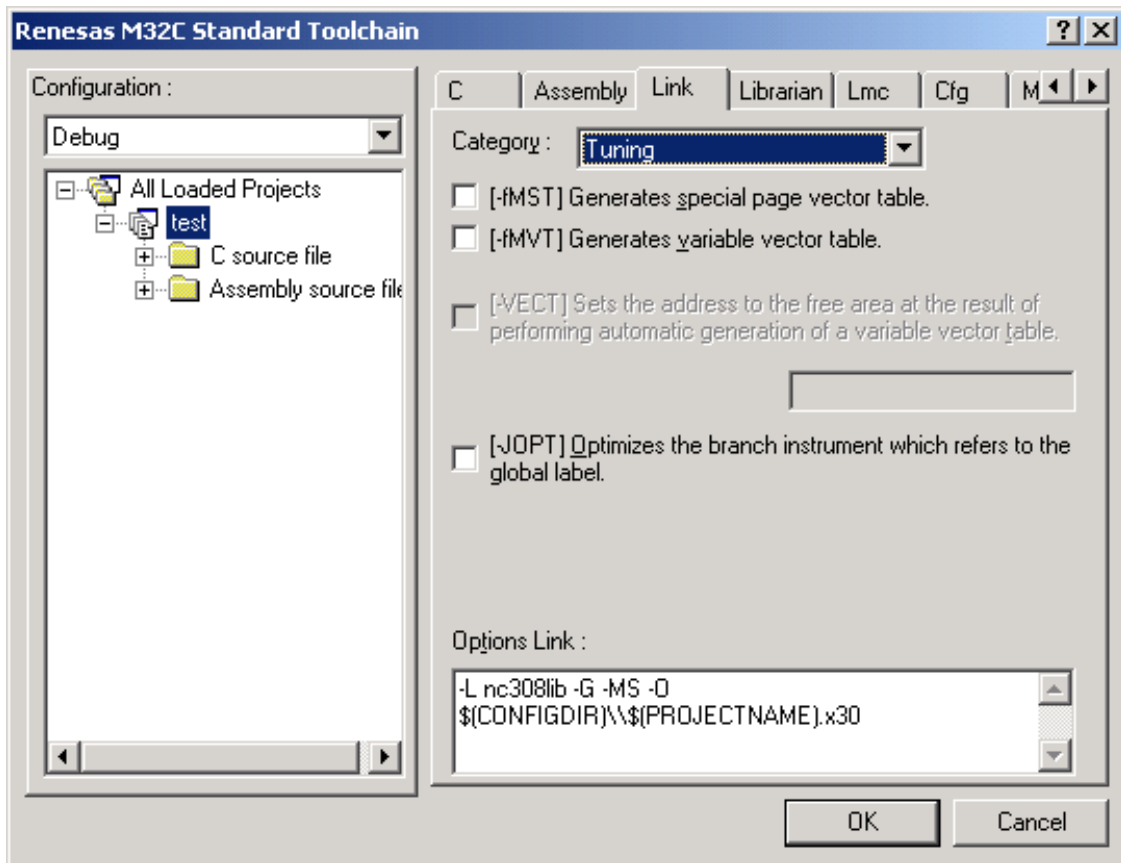 Renesas M32C Standard Toolchain
Configuration :
Debug
All Loaded Projects
test
C source file
Assembly source file
C
Assembly
Link
Librarian
Lmc
Cfg
M
Category :
Tuning
[-fMST] Generates special page vector table.
[-fMVT] Generates variable vector table.
[-VECT] Sets the address to the free area at the result of
performing automatic generation of a variable vector table.
[-JOPT] Optimizes the branch instrument which refers to the
global label.
Options Link :
-L nc308lib -G -MS -O
$(CONFIGDIR)\\$(PROJECTNAME).x30
OK
Cancel